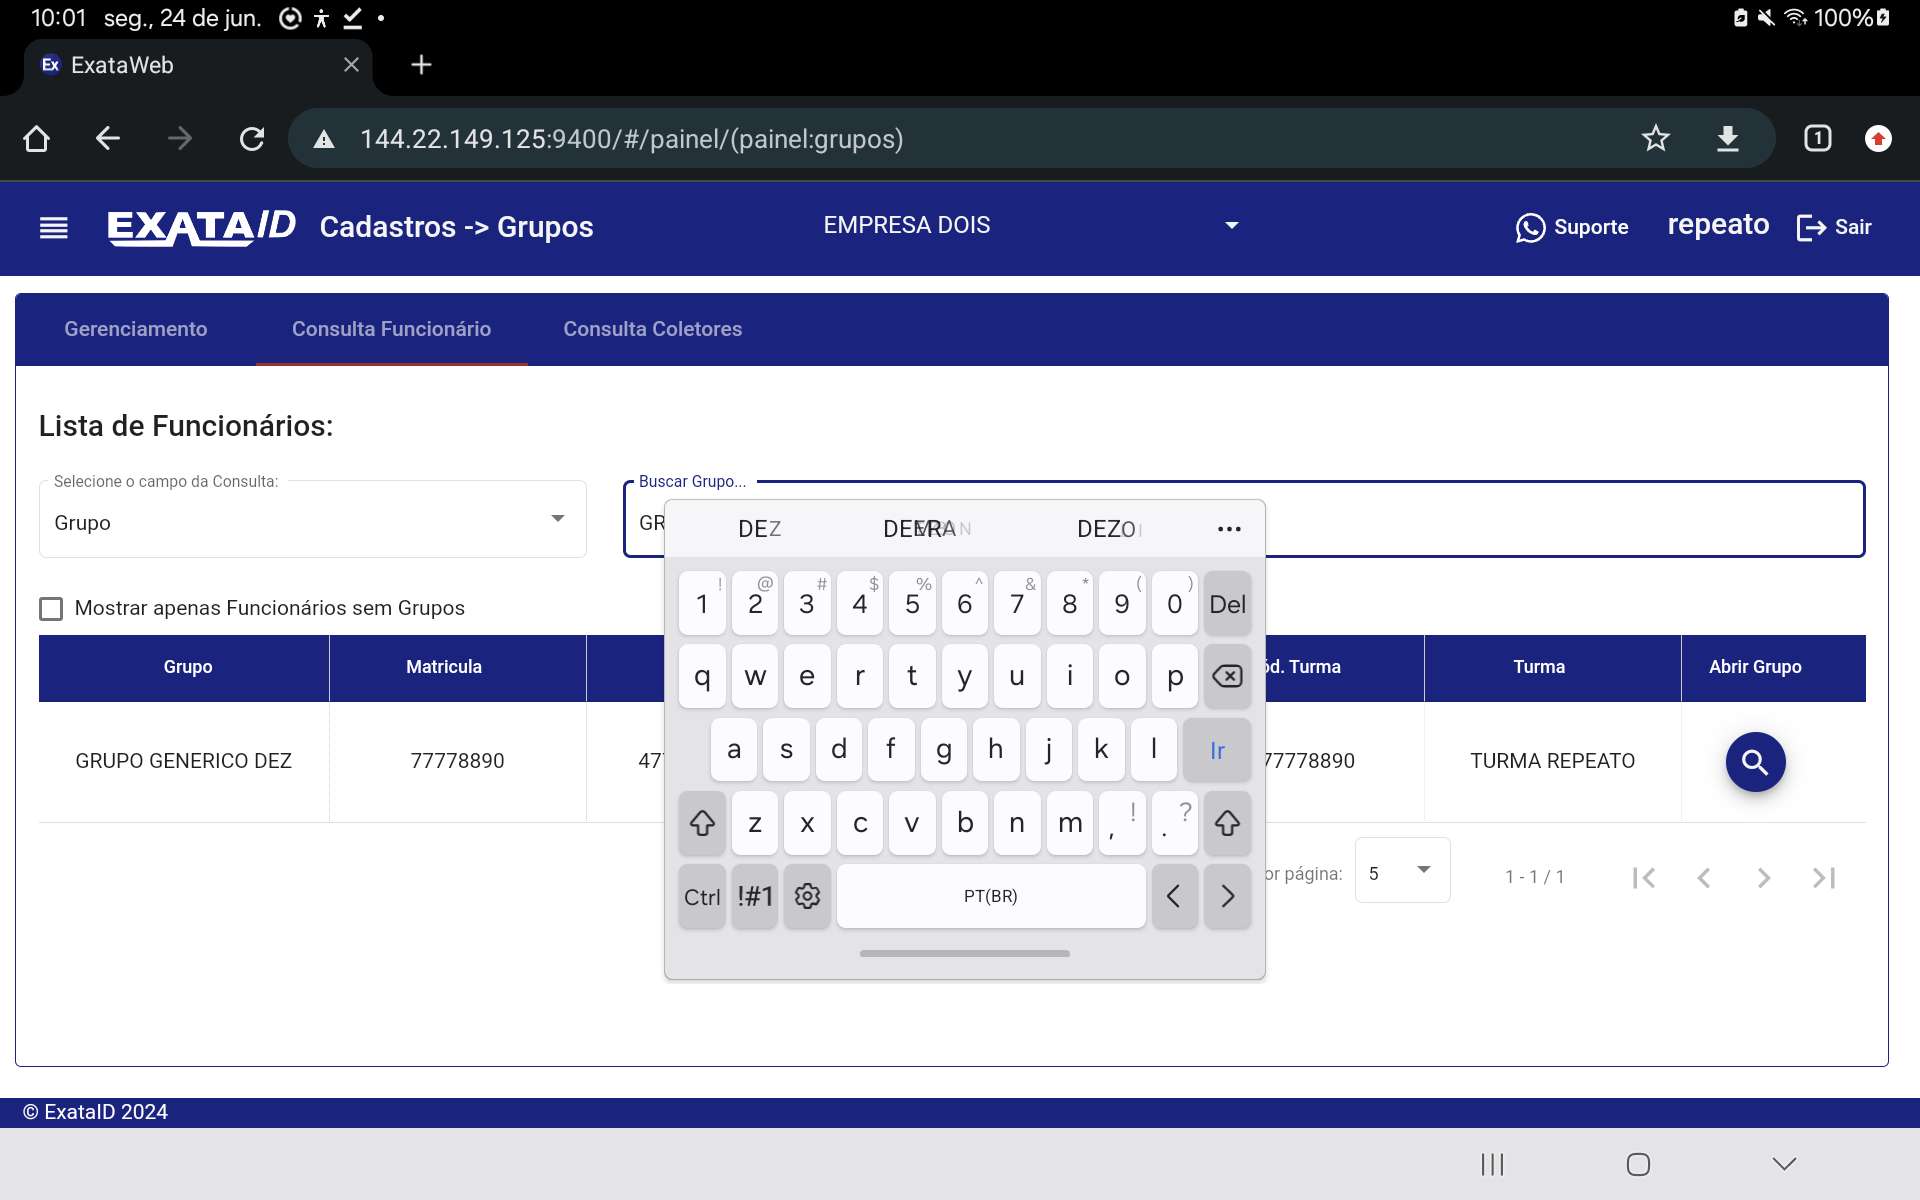 10:01 seg., 24 de jun. 100%
Ex ExataWeb
144.22.149.125:9400/#/painel/(painel:grupos) 1
EXATAID Cadastros -> Grupos EMPRESA DOIS Suporte repeato Sair
Gerenciamento Consulta Funcionário Consulta Coletores
Lista de Funcionários:
Selecione o campo da Consulta: Buscar Grupo...
Grupo GR
DEZ DEZO
Mostrar apenas Funcionários sem Grupos
! @ # $ % ^ & * ( )
1 2 3 4 5 6 7 8 9 0 Del
q w e r t y u i o p
a s d f g h j k l Ir
z x c v b n m , ! . ?
Ctrl !#1 PT(BR) < >
Grupo Matricula d. Turma Turma Abrir Grupo
GRUPO GENERICO DEZ 77778890 47 77778890 TURMA REPEATO
or página: 5 1 - 1 / 1
© ExataID 2024